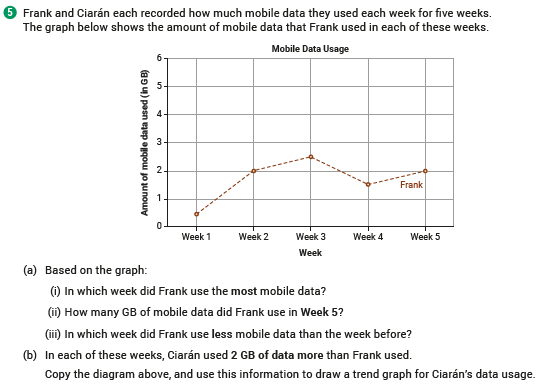 5 Frank and Ciarán each recorded how much mobile data they used each week for five weeks.
The graph below shows the amount of mobile data that Frank used in each of these weeks.
Mobile Data Usage
Amount of mobile data used (in GB)
6
5
4
3
2
1
0
Frank
Week 1 Week 2 Week 3 Week 4 Week 5
Week
(a) Based on the graph:
(i) In which week did Frank use the most mobile data?
(ii) How many GB of mobile data did Frank use in Week 5?
(iii) In which week did Frank use less mobile data than the week before?
(b) In each of these weeks, Ciarán used 2 GB of data more than Frank used.
Copy the diagram above, and use this information to draw a trend graph for Ciarán's data usage.